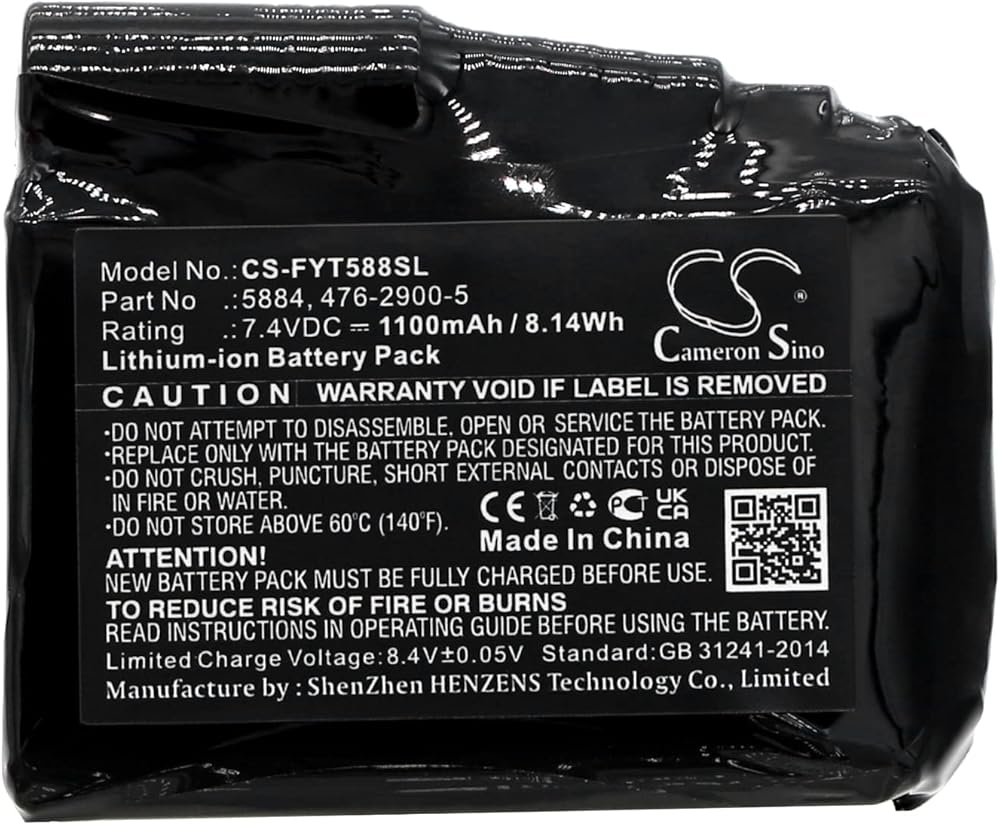 Model No.: CS-FYT588SL
Part No : 5884, 476-2900-5
Rating : 7.4VDC ⎓ 1100mAh / 8.14Wh
Lithium-ion Battery Pack
CS ®
Cameron Sino
CAUTION WARRANTY VOID IF LABEL IS REMOVED
·DO NOT ATTEMPT TO DISASSEMBLE. OPEN OR SERVICE THE BATTERY PACK.
·REPLACE ONLY WITH THE BATTERY PACK DESIGNATED FOR THIS PRODUCT.
·DO NOT CRUSH, PUNCTURE, SHORT EXTERNAL CONTACTS OR DISPOSE OF
IN FIRE OR WATER.
·DO NOT STORE ABOVE 60°C (140°F).
CE PC UK CA
Made In China
ATTENTION!
NEW BATTERY PACK MUST BE FULLY CHARGED BEFORE USE.
TO REDUCE RISK OF FIRE OR BURNS
READ INSTRUCTIONS IN OPERATING GUIDE BEFORE USING THE BATTERY.
Limited Charge Voltage:8.4V±0.05V Standard:GB 31241-2014
Manufacture by : ShenZhen HENZENS Technology Co., Limited